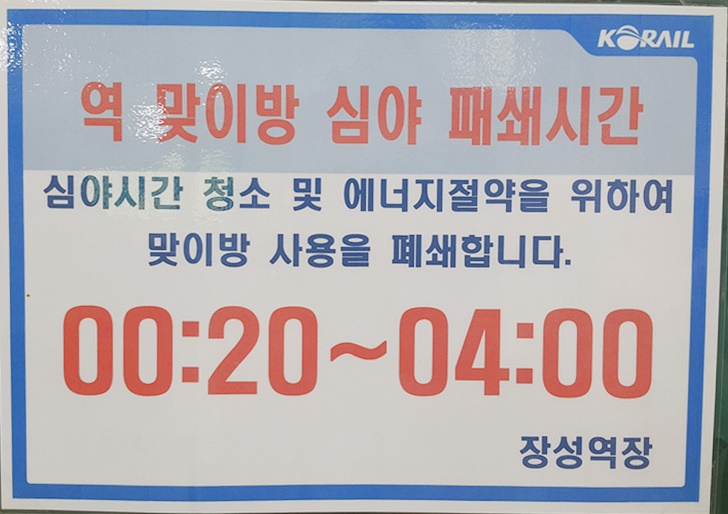 KORAIL
역 맞이방 심야 패쇄시간
심야시간 청소 및 에너지절약을 위하여
맞이방 사용을 폐쇄합니다.
00:20~04:00
장성역장